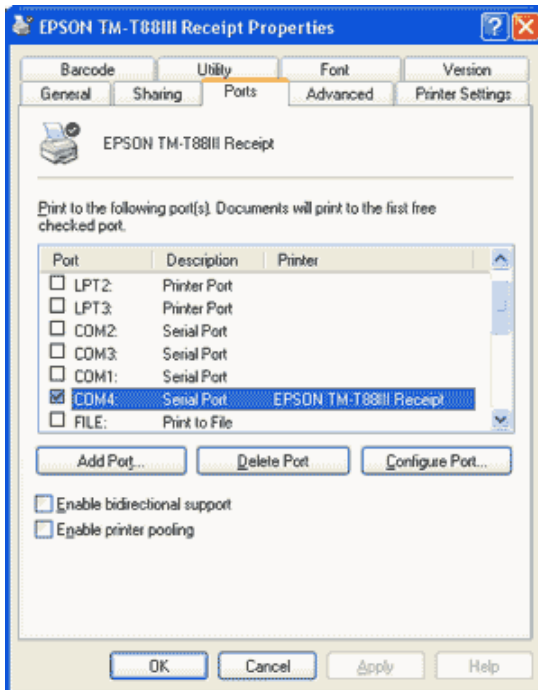 EPSON TM-T88III Receipt Properties
Barcode Utility Font Version
General Sharing Ports Advanced Printer Settings
EPSON TM-T88III Receipt
Print to the following port(s). Documents will print to the first free
checked port.
Port Description Printer
LPT2: Printer Port
LPT3: Printer Port
COM2: Serial Port
COM3: Serial Port
COM1: Serial Port
COM4: Serial Port EPSON TM-T88III Receipt
FILE: Print to File
Add Port... Delete Port Configure Port...
Enable bidirectional support
Enable printer pooling
OK Cancel Apply Help